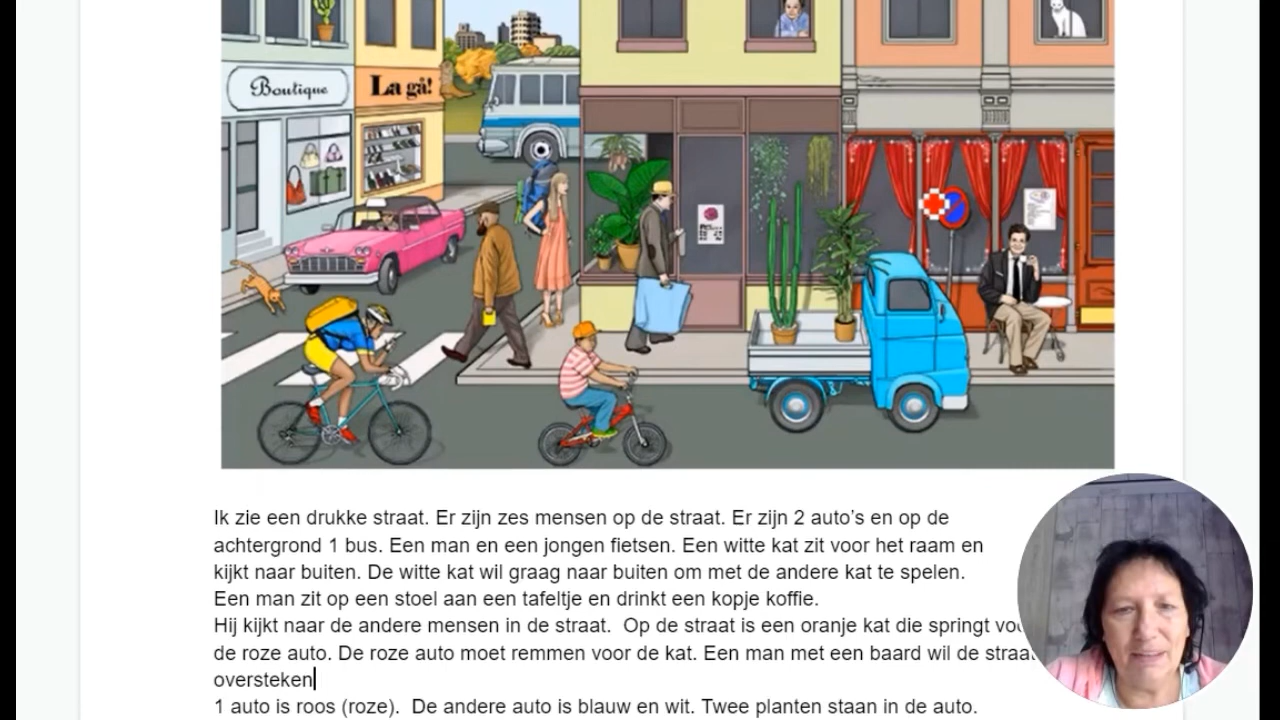 Boutique
La gå!
Ik zie een drukke straat. Er zijn zes mensen op de straat. Er zijn 2 auto’s en op de
achtergrond 1 bus. Een man en een jongen fietsen. Een witte kat zit voor het raam en
kijkt naar buiten. De witte kat wil graag naar buiten om met de andere kat te spelen.
Een man zit op een stoel aan een tafeltje en drinkt een kopje koffie.
Hij kijkt naar de andere mensen in de straat.  Op de straat is een oranje kat die springt
de roze auto. De roze auto moet remmen voor de kat. Een man met een baard wil de straat
oversteken
1 auto is roos (roze).  De andere auto is blauw en wit. Twee planten staan in de auto.